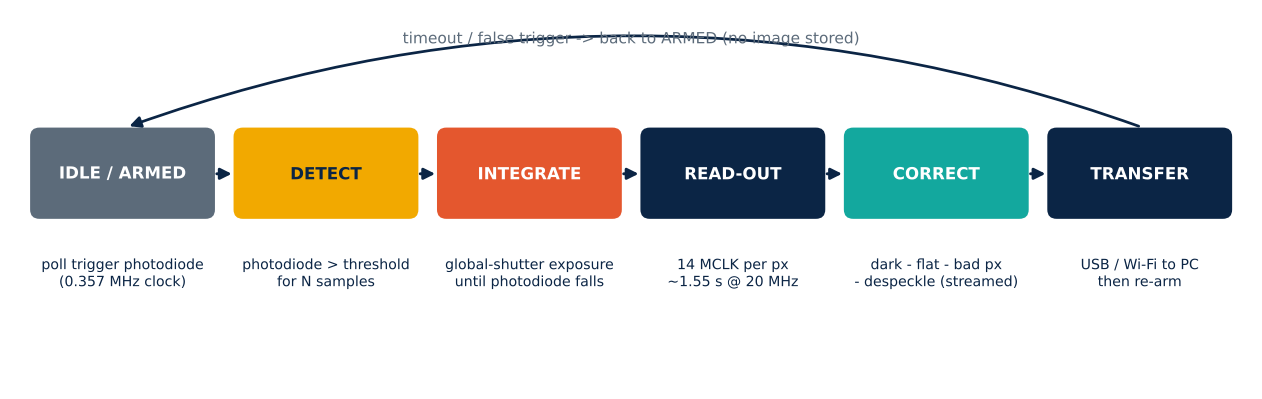 timeout / false trigger -> back to ARMED (no image stored)
IDLE / ARMED
DETECT
INTEGRATE
READ-OUT
CORRECT
TRANSFER
poll trigger photodiode
(0.357 MHz clock)
photodiode > threshold
for N samples
global-shutter exposure
until photodiode falls
14 MCLK per px
~1.55 s @ 20 MHz
dark - flat - bad px
- despeckle (streamed)
USB / Wi-Fi to PC
then re-arm